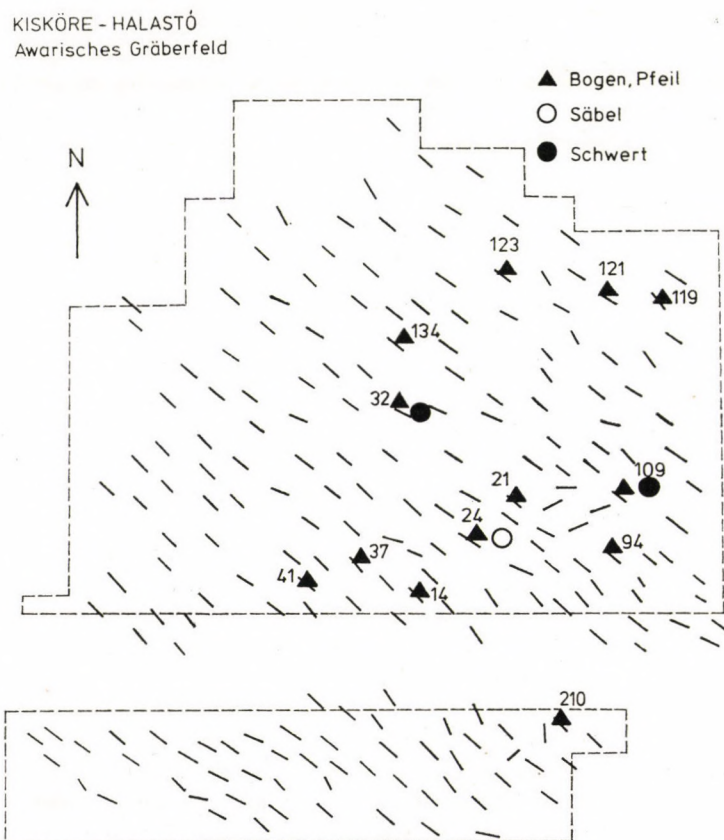 KISKÖRE - HALASTÓ
Awarisches Gräberfeld
Bogen, Pfeil
Säbel
Schwert
N
123
121
119
134
32
109
21
24
94
37
41
14
210